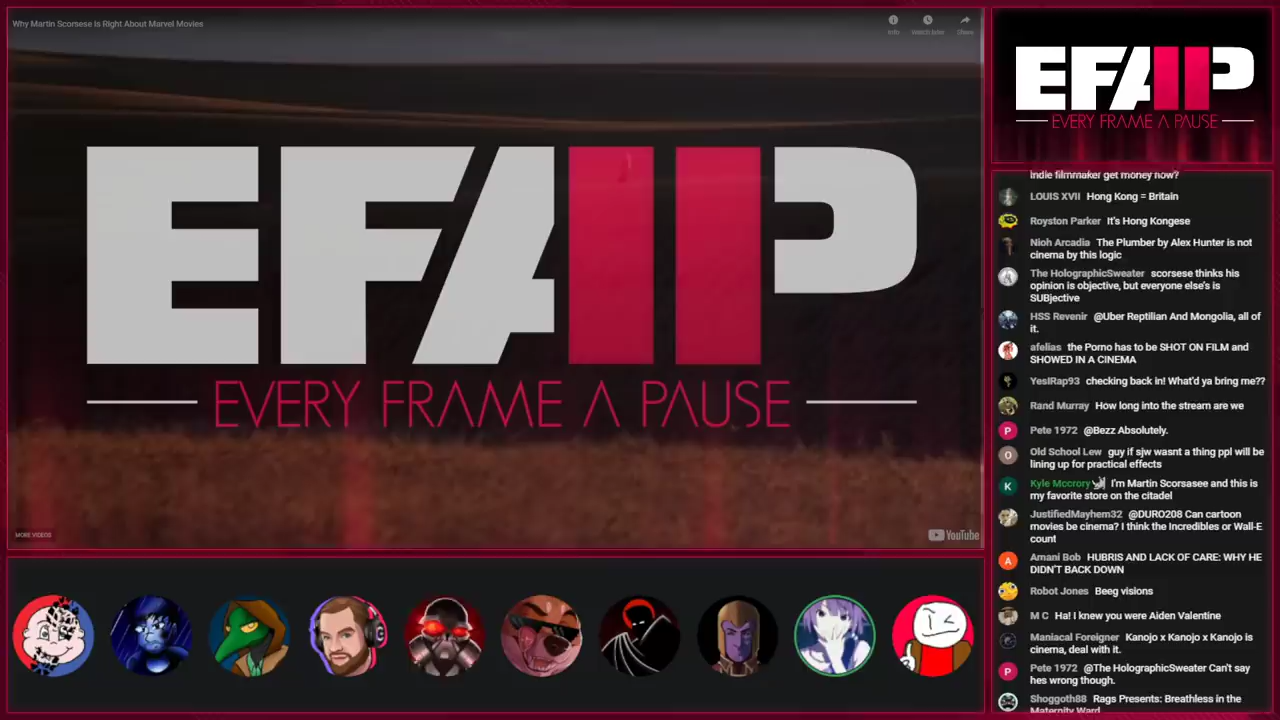 Why Martin Scorsese Is Right About Marvel Movies
Info
Watch later
Share
EFAP
EVERY FRAME A PAUSE
MORE VIDEOS
YouTube
EFAP
EVERY FRAME A PAUSE
indie filmmaker get money now?
LOUIS XVII Hong Kong = Britain
Royston Parker It's Hong Kongese
Nioh Arcadia The Plumber by Alex Hunter is not
cinema by this logic
The HolographicSweater scorsese thinks his
opinion is objective, but everyone else's is
SUBjective
HSS Revenir @Uber Reptilian And Mongolia, all of
it.
afelias the Porno has to be SHOT ON FILM and
SHOWED IN A CINEMA
YesIRap93 checking back in! What'd ya bring me??
Rand Murray How long into the stream are we
P
Pete 1972 @Bezz Absolutely.
O
Old School Lew guy if sjw wasnt a thing ppl will be
lining up for practical effects
K
Kyle Mccrory I'm Martin Scorsasee and this is
my favorite store on the citadel
JustifiedMayhem32 @DURO208 Can cartoon
movies be cinema? I think the Incredibles or Wall-E
count
A
Amani Bob HUBRIS AND LACK OF CARE: WHY HE
DIDN'T BACK DOWN
Robot Jones Beeg visions
M C Ha! I knew you were Aiden Valentine
Maniacal Foreigner Kanojo x Kanojo x Kanojo is
cinema, deal with it.
P
Pete 1972 @The HolographicSweater Can't say
hes wrong though.
Shoggoth88 Rags Presents: Breathless in the
Maternity Ward